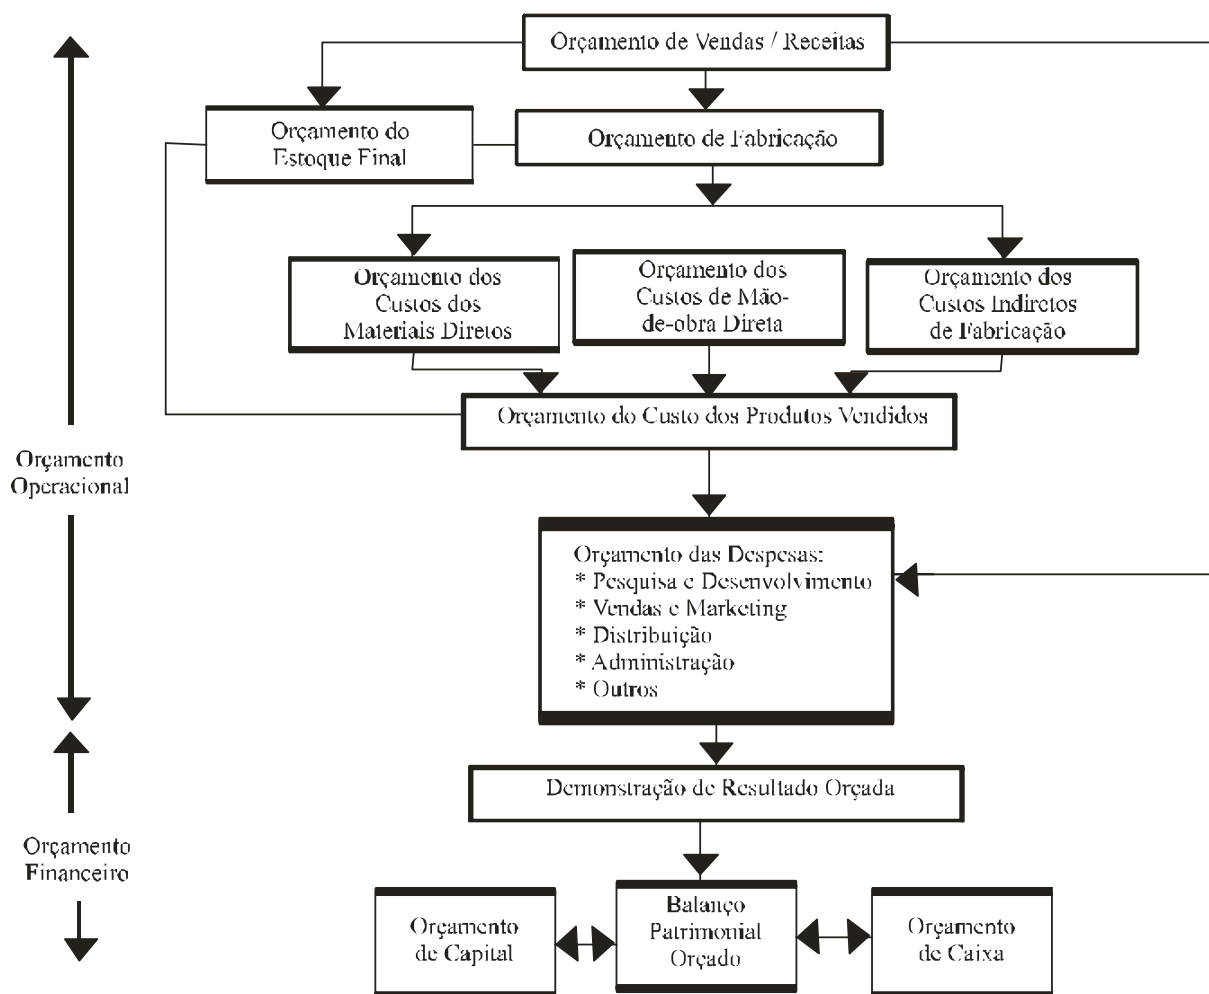 Orçamento de Vendas / Receitas
Orçamento do
Estoque Final
Orçamento de Fabricação
Orçamento dos
Custos dos
Materiais Diretos
Orçamento dos
Custos de Mão-
de-obra Direta
Orçamento dos
Custos Indiretos
de Fabricação
Orçamento do Custo dos Produtos Vendidos
Orçamento
Operacional
Orçamento das Despesas:
* Pesquisa e Desenvolvimento
* Vendas e Marketing
* Distribuição
* Administração
* Outros
Demonstração de Resultado Orçada
Orçamento
Financeiro
Orçamento
de Capital
Balanço
Patrimonial
Orçado
Orçamento
de Caixa